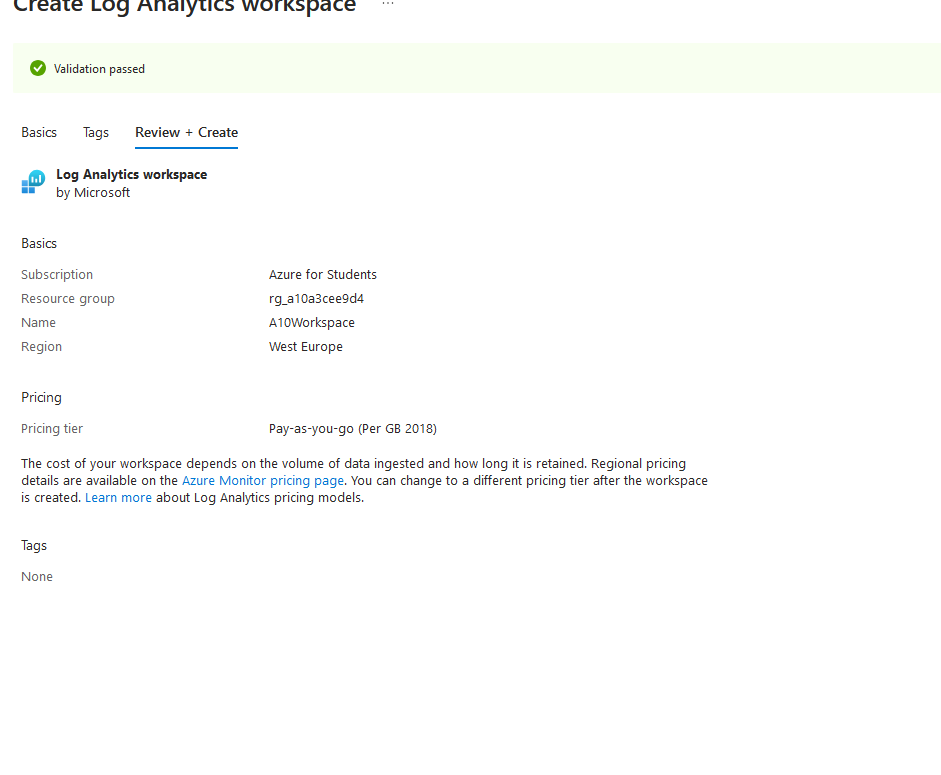 Create Log Analytics workspace ...
Validation passed
Basics Tags Review + Create
Log Analytics workspace
by Microsoft
Basics
Subscription Azure for Students
Resource group rg_a10a3cee9d4
Name A10Workspace
Region West Europe
Pricing
Pricing tier Pay-as-you-go (Per GB 2018)
The cost of your workspace depends on the volume of data ingested and how long it is retained. Regional pricing
details are available on the Azure Monitor pricing page. You can change to a different pricing tier after the workspace
is created. Learn more about Log Analytics pricing models.
Tags
None